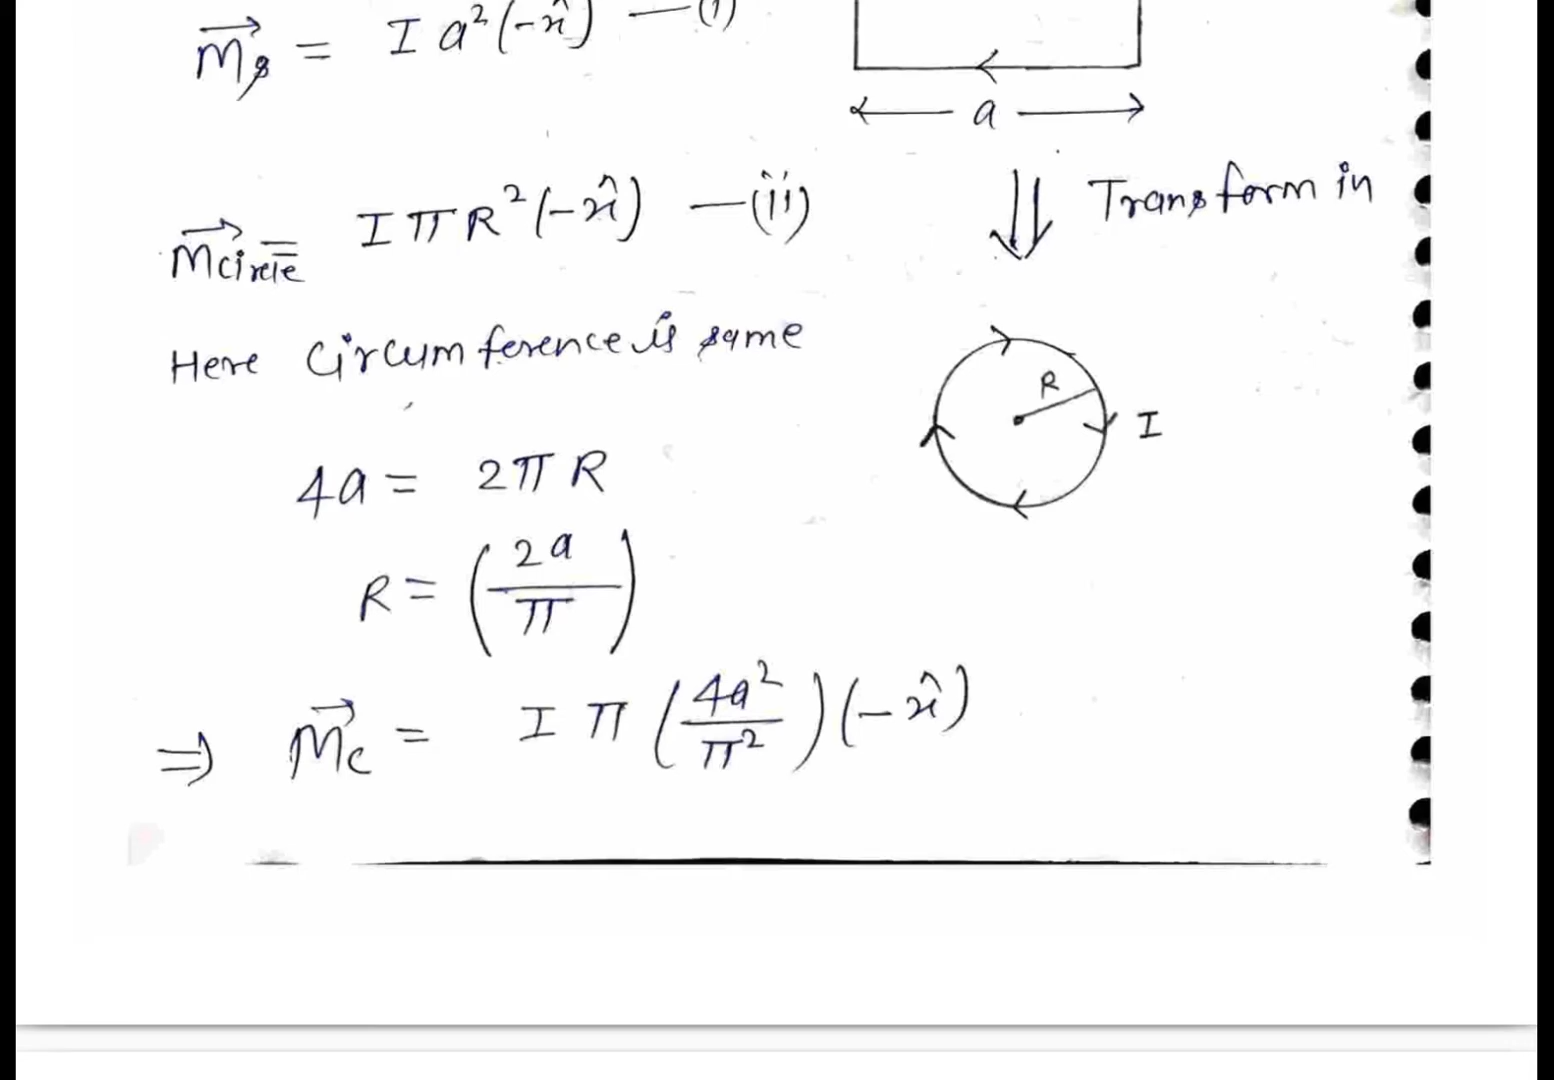 M⃗s = I a² (-x̂) —(i)
a
M⃗circle = I π R² (-x̂) —(ii)
Transform in
Here Circumference is same
R
I
4a = 2π R
R = (2a/π)
⇒ M⃗c = I π (4a²/π²) (-x̂)